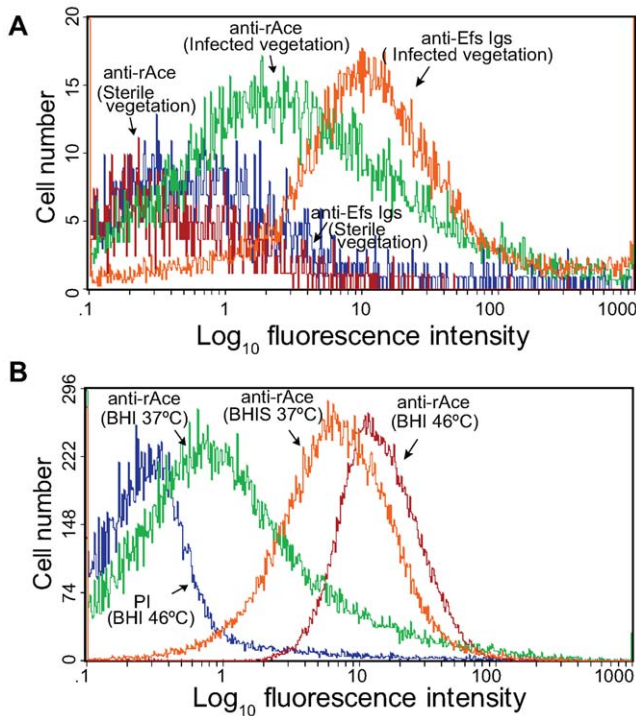 A
anti-rAce
(Infected vegetation)
anti-Efs Igs
( Infected vegetation)
anti-rAce
(Sterile
vegetation)
anti-Efs Igs
(Sterile
vegetation)
Cell number
20
15
10
5
0
.1 1 10 100 1000
Log10 fluorescence intensity
B
anti-rAce
(BHI 37ºC)
anti-rAce
(BHIS 37ºC)
anti-rAce
(BHI 46ºC)
PI
(BHI 46ºC)
Cell number
296
222
148
74
0
.1 1 10 100 1000
Log10 fluorescence intensity